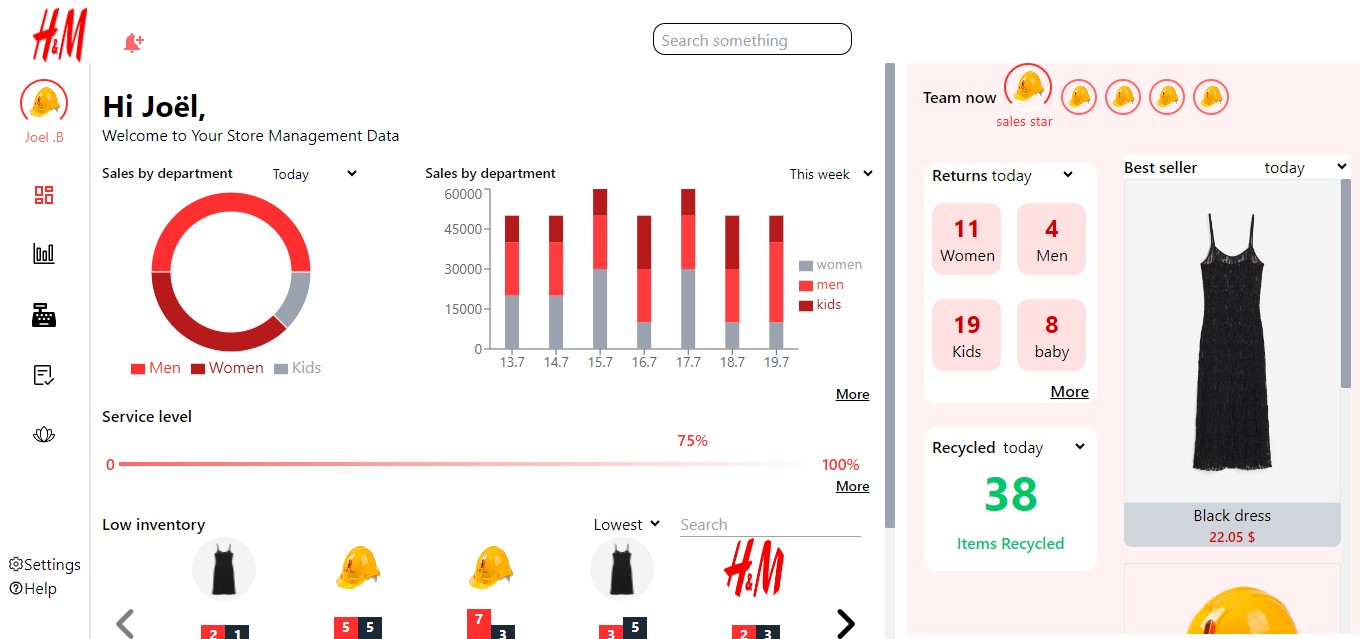 H&M
Search something
Joel .B
Settings
Help
Hi Joël,
Welcome to Your Store Management Data
Sales by department Today
Men Women Kids
Sales by department This week
60000
45000
30000
15000
0
13.7 14.7 15.7 16.7 17.7 18.7 19.7
women
men
kids
More
Service level
75%
0 100%
More
Low inventory Lowest Search
H&M
2 1 5 5 7 3 3 5 2 3
Team now
sales star
Returns today
11 4
Women Men
19 8
Kids baby
More
Recycled today
38
Items Recycled
Best seller today
Black dress
22.05 $